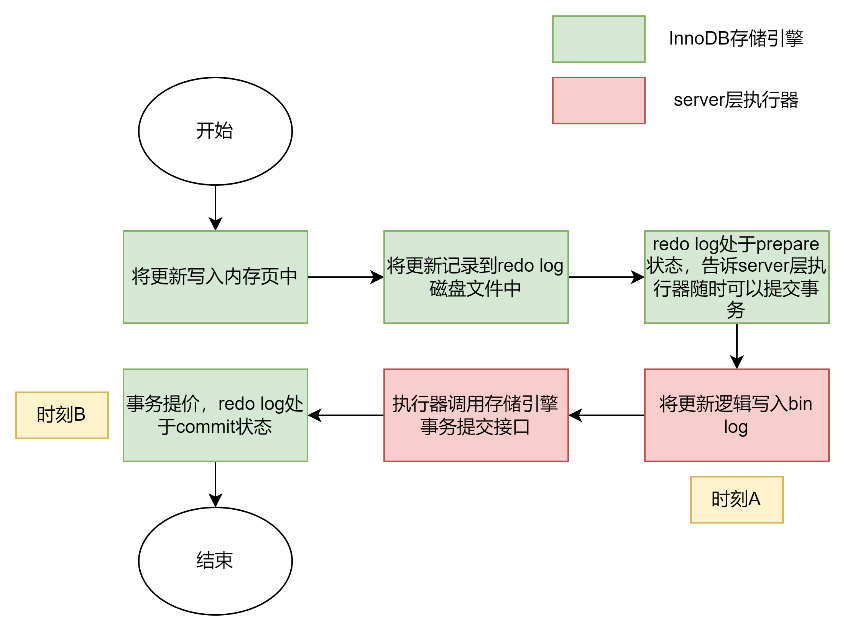 InnoDB存储引擎
server层执行器
开始
将更新写入内存页中
将更新记录到redo log
磁盘文件中
redo log处于prepare
状态，告诉server层执
行器随时可以提交事
务
将更新逻辑写入bin
log
时刻A
执行器调用存储引擎
事务提交接口
事务提价，redo log处
于commit状态
时刻B
结束